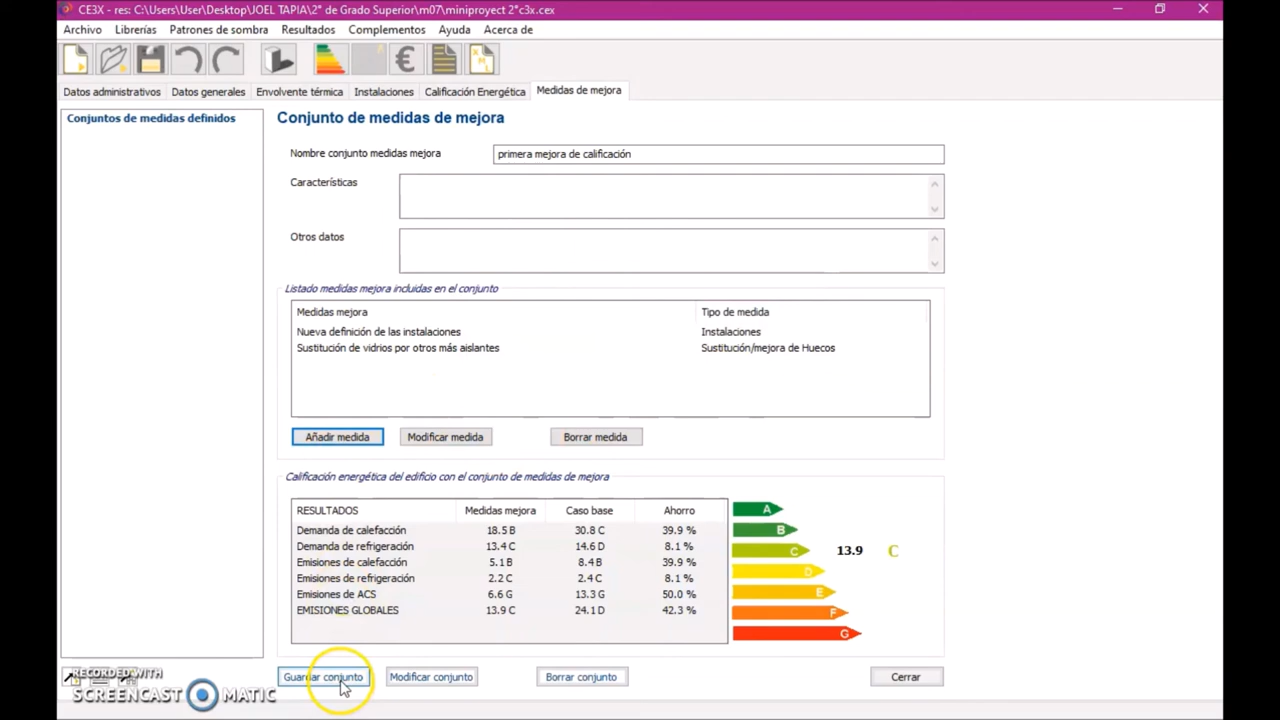 CE3X - res: C:\Users\User\Desktop\JOEL TAPIA\2° de Grado Superior\m07\miniproyect 2°c3x.cex
Archivo Librerías Patrones de sombra Resultados Complementos Ayuda Acerca de
Datos administrativos Datos generales Envolvente térmica Instalaciones Calificación Energética Medidas de mejora
Conjuntos de medidas definidos
Conjunto de medidas de mejora
Nombre conjunto medidas mejora primera mejora de calificación
Características
Otros datos
Listado medidas mejora incluidas en el conjunto
Medidas mejora Tipo de medida
Nueva definición de las instalaciones Instalaciones
Sustitución de vidrios por otros más aislantes Sustitución/mejora de Huecos
Añadir medida Modificar medida Borrar medida
Calificación energética del edificio con el conjunto de medidas de mejora
RESULTADOS Medidas mejora Caso base Ahorro
Demanda de calefacción 18.5 B 30.8 C 39.9 %
Demanda de refrigeración 13.4 C 14.6 D 8.1 %
Emisiones de calefacción 5.1 B 8.4 B 39.9 %
Emisiones de refrigeración 2.2 C 2.4 C 8.1 %
Emisiones de ACS 6.6 G 13.3 G 50.0 %
EMISIONES GLOBALES 13.9 C 24.1 D 42.3 %
A
B
C 13.9 C
D
E
F
G
Guardar conjunto Modificar conjunto Borrar conjunto Cerrar
RECORDED WITH
SCREENCAST MATIC